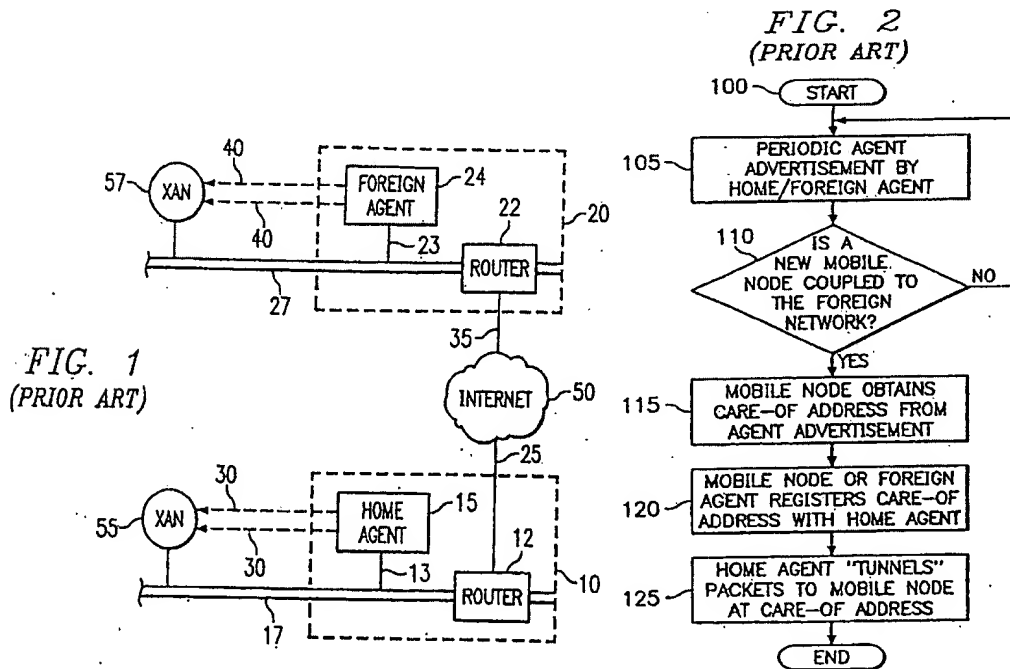 FIG. 1
(PRIOR ART)
57
XAN
40
40
FOREIGN
AGENT
24
23
22
ROUTER
20
27
35
INTERNET
50
25
55
XAN
30
30
HOME
AGENT
15
13
12
ROUTER
10
17
FIG. 2
(PRIOR ART)
100
START
105
PERIODIC AGENT
ADVERTISEMENT BY
HOME/FOREIGN AGENT
110
IS A
NEW MOBILE
NODE COUPLED TO
THE FOREIGN
NETWORK?
NO
YES
115
MOBILE NODE OBTAINS
CARE-OF ADDRESS FROM
AGENT ADVERTISEMENT
120
MOBILE NODE OR FOREIGN
AGENT REGISTERS CARE-OF
ADDRESS WITH HOME AGENT
125
HOME AGENT "TUNNELS"
PACKETS TO MOBILE NODE
AT CARE-OF ADDRESS
END